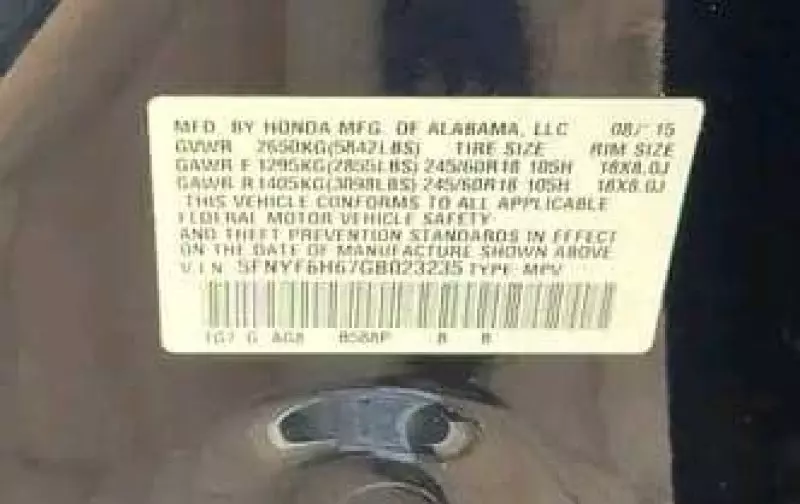 MFD. BY HONDA MFG. OF ALABAMA, LLC 08/'15
GVWR 2650KG(5842LBS) TIRE SIZE RIM SIZE
GAWR F 1295KG(2855LBS) 245/60R18 105H 18X8.0J
GAWR R 1405KG(3098LBS) 245/60R18 105H 18X8.0J
THIS VEHICLE CONFORMS TO ALL APPLICABLE
FEDERAL MOTOR VEHICLE SAFETY
AND THEFT PREVENTION STANDARDS IN EFFECT
ON THE DATE OF MANUFACTURE SHOWN ABOVE
V.I.N. 5FNYF6H67GB023235 TYPE: MPV
TG7 G AG8 B588P B B